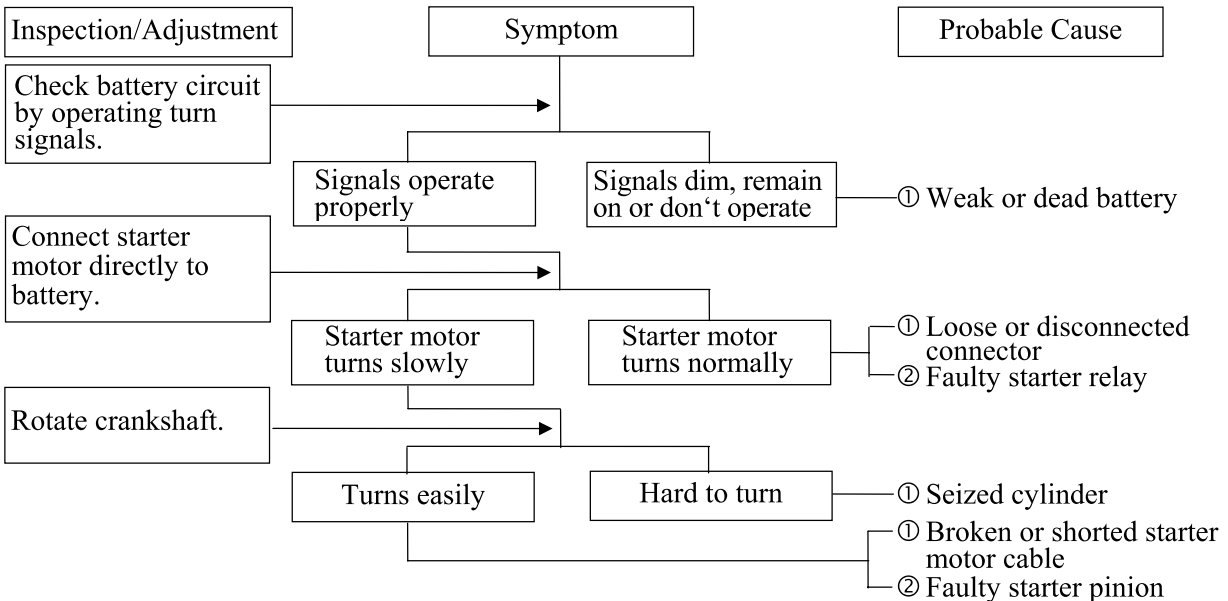 Inspection/Adjustment
Symptom
Probable Cause
Check battery circuit
by operating turn
signals.
Signals operate
properly
Signals dim, remain
on or don‘t operate
① Weak or dead battery
Connect starter
motor directly to
battery.
Starter motor
turns slowly
Starter motor
turns normally
① Loose or disconnected
connector
② Faulty starter relay
Rotate crankshaft.
Turns easily
Hard to turn
① Seized cylinder
① Broken or shorted starter
motor cable
② Faulty starter pinion